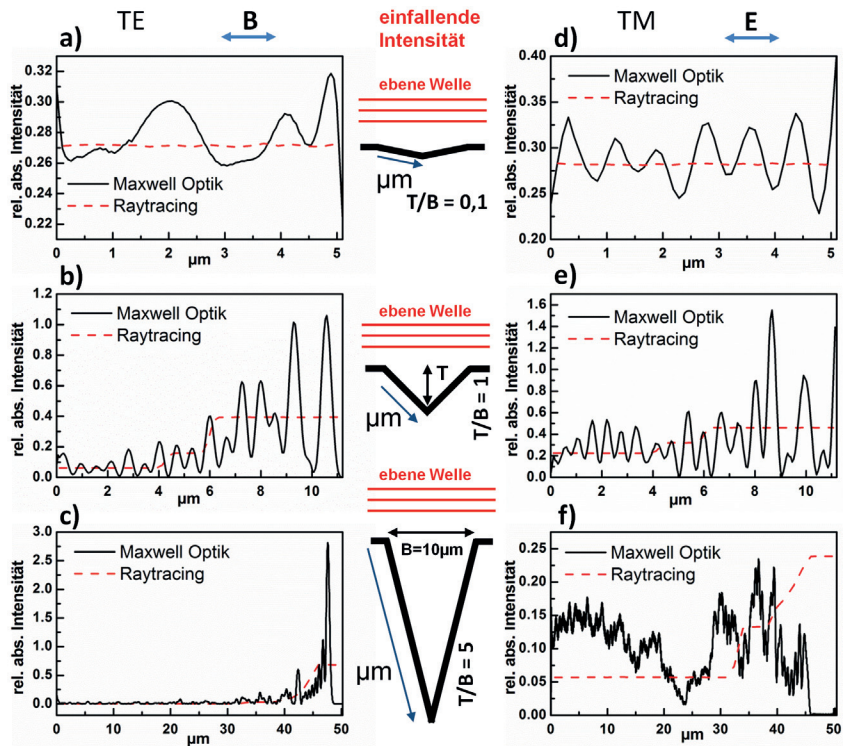 TE
B
einfallende
Intensität
TM
E
a)
rel. abs. Intensität
0.32
0.30
0.28
0.26
0.24
0.22
Maxwell Optik
Raytracing
0
1
2
3
4
5
µm
ebene Welle
µm
T/B = 0,1
d)
rel. abs. Intensität
0.40
0.35
0.30
0.25
0.20
Maxwell Optik
Raytracing
0
1
2
3
4
5
µm
b)
rel. abs. Intensität
1.2
1.0
0.8
0.6
0.4
0.2
0.0
Maxwell Optik
Raytracing
0
2
4
6
8
10
µm
ebene Welle
T
µm
T/B = 1
e)
rel. abs. Intensität
1.6
1.4
1.2
1.0
0.8
0.6
0.4
0.2
0.0
Maxwell Optik
Raytracing
0
2
4
6
8
10
µm
c)
rel. abs. Intensität
3.0
2.5
2.0
1.5
1.0
0.5
0.0
Maxwell Optik
Raytracing
0
10
20
30
40
50
µm
ebene Welle
B=10µm
µm
T/B = 5
f)
rel. abs. Intensität
0.25
0.20
0.15
0.10
0.05
0.00
Maxwell Optik
Raytracing
0
10
20
30
40
50
µm